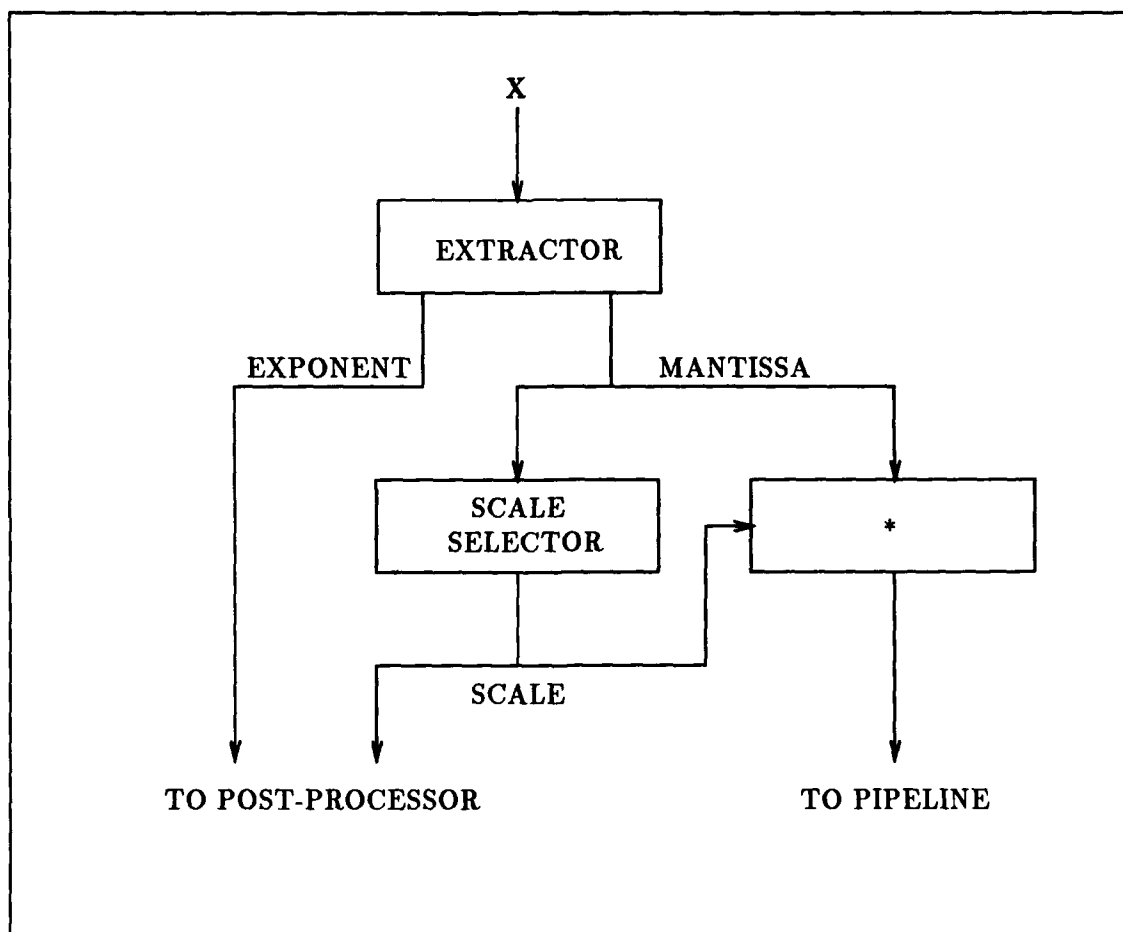 X
EXTRACTOR
EXPONENT
MANTISSA
SCALE
SELECTOR
*
SCALE
TO POST-PROCESSOR
TO PIPELINE